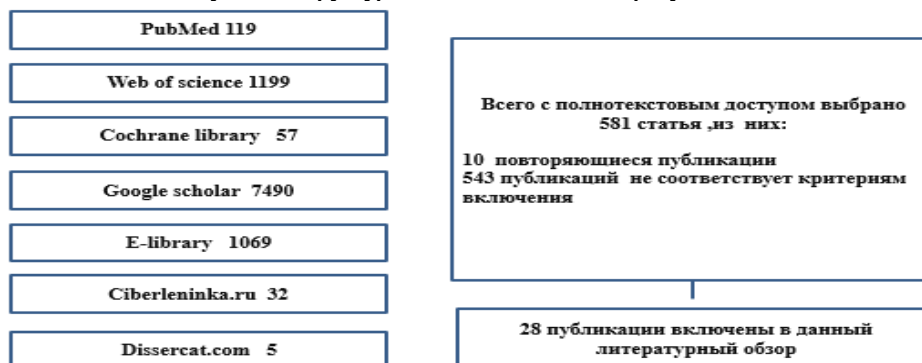 PubMed 119
Web of science 1199
Cochrane library 57
Google scholar 7490
E-library 1069
Ciberleninka.ru 32
Dissercat.com 5
Всего с полнотекстовым доступом выбрано
581 статья ,из них:
10 повторяющиеся публикации
543 публикаций не соответствует критериям
включения
28 публикации включены в данный
литературный обзор